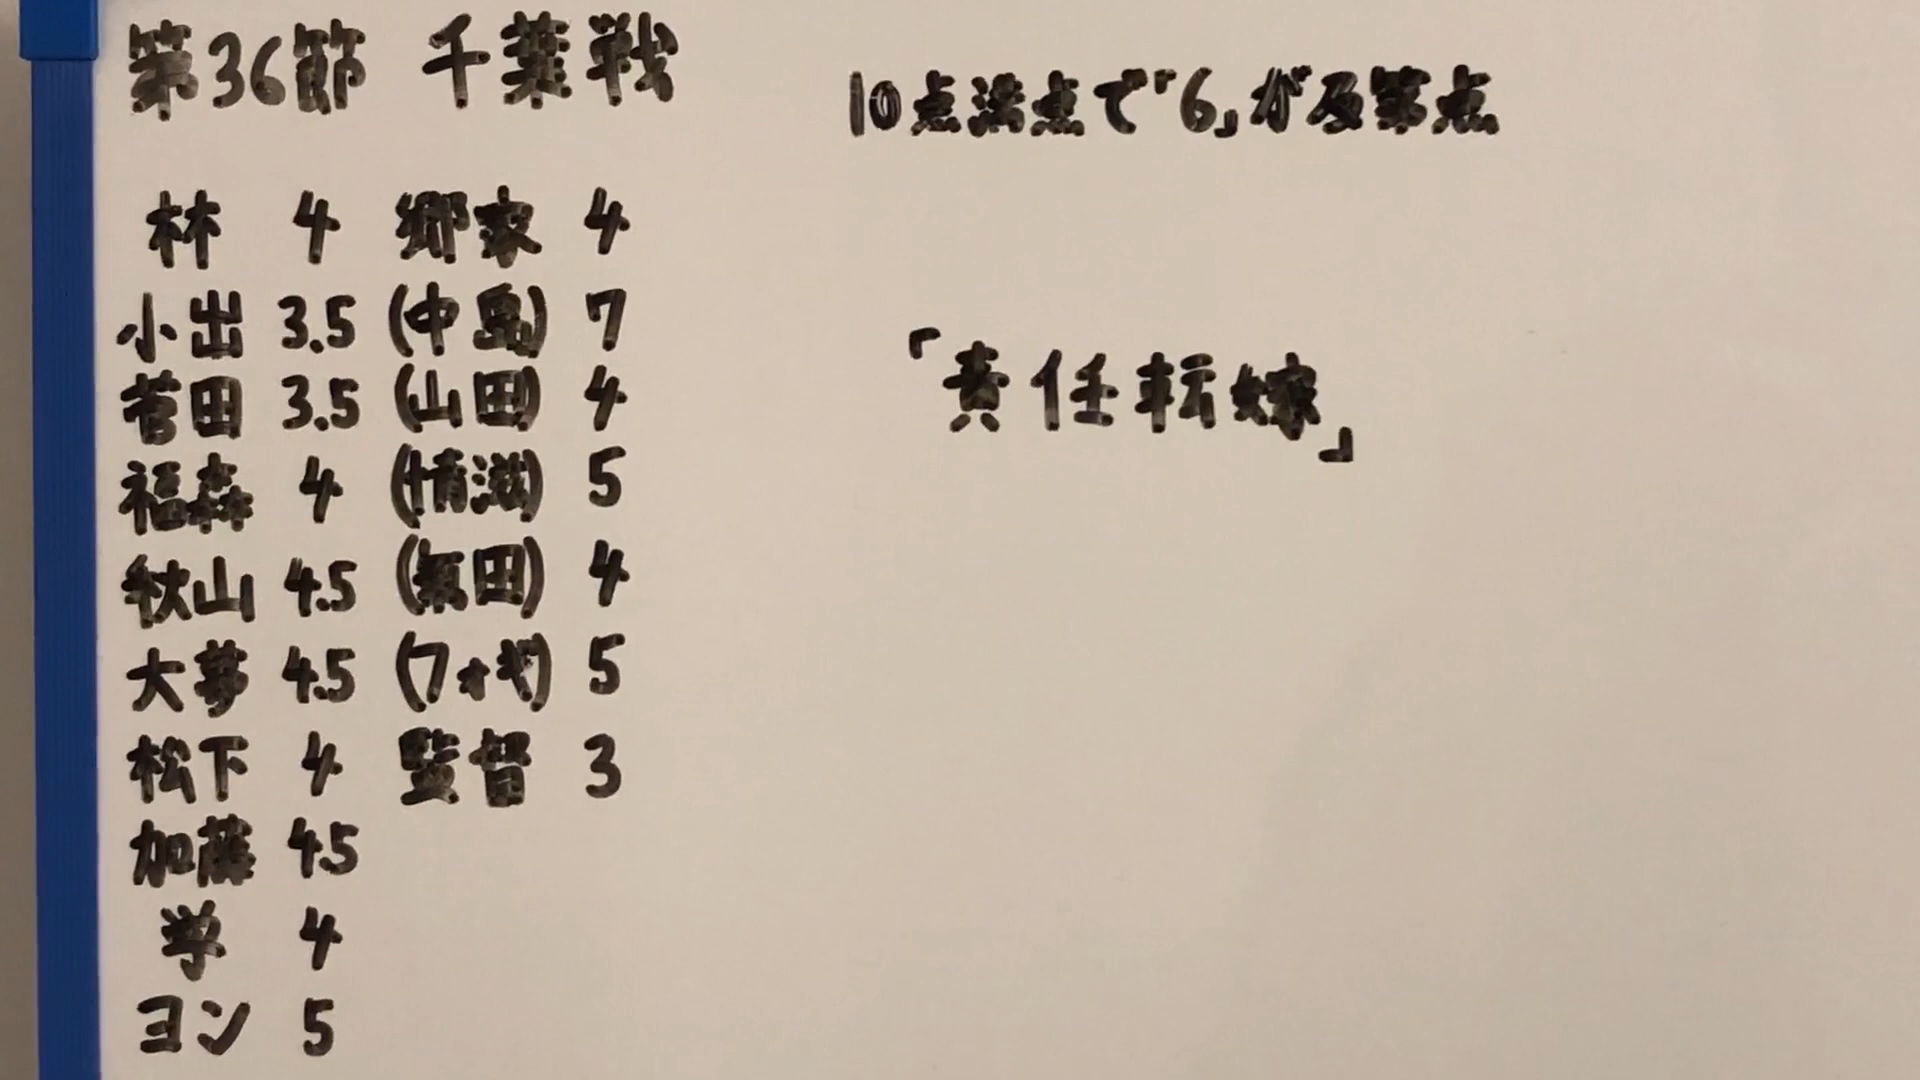 第36節 千葉戦
10点満点で「6」が及第点
林 4
小出 3.5
菅田 3.5
福森 4
秋山 4.5
大夢 4.5
松下 4
加藤 4.5
学 4
ヨン 5
郷家 4
(中島) 7
(山田) 4
(情滋) 5
(氣田) 4
(フォギ) 5
監督 3
「責任転嫁」